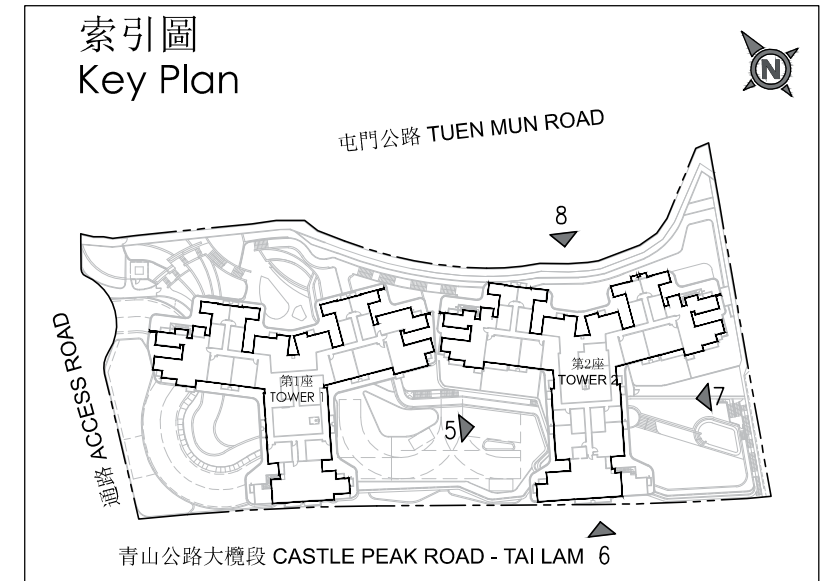 索引圖
Key Plan
N
屯門公路 TUEN MUN ROAD
8
通路 ACCESS ROAD
第1座
TOWER 1
第2座
TOWER 2
7
5
青山公路大欖段 CASTLE PEAK ROAD - TAI LAM 6